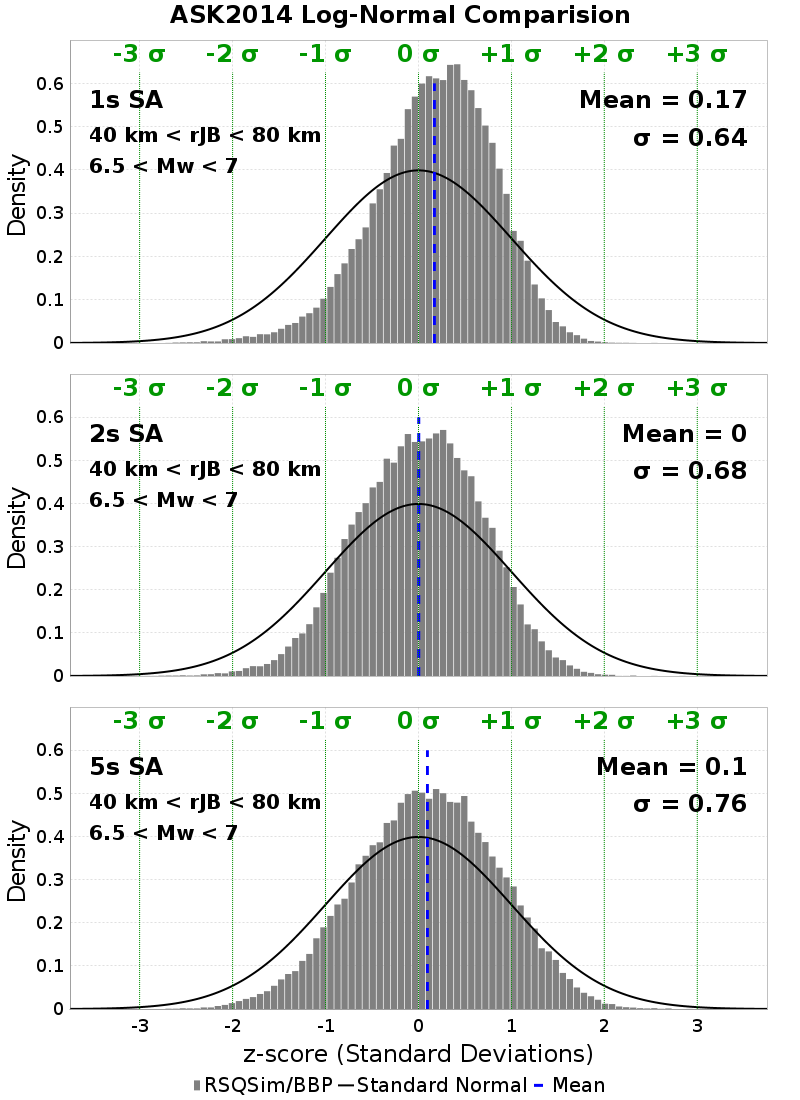 ASK2014 Log-Normal Comparision
-3 σ -2 σ -1 σ 0 σ +1 σ +2 σ +3 σ
1s SA
Mean = 0.17
40 km < rJB < 80 km
σ = 0.64
6.5 < Mw < 7
Density
0.6
0.5
0.4
0.3
0.2
0.1
0
-3 σ -2 σ -1 σ 0 σ +1 σ +2 σ +3 σ
2s SA
Mean = 0
40 km < rJB < 80 km
σ = 0.68
6.5 < Mw < 7
Density
0.6
0.5
0.4
0.3
0.2
0.1
0
-3 σ -2 σ -1 σ 0 σ +1 σ +2 σ +3 σ
5s SA
Mean = 0.1
40 km < rJB < 80 km
σ = 0.76
6.5 < Mw < 7
Density
0.6
0.5
0.4
0.3
0.2
0.1
0
-3 -2 -1 0 1 2 3
z-score (Standard Deviations)
RSQSim/BBP Standard Normal Mean